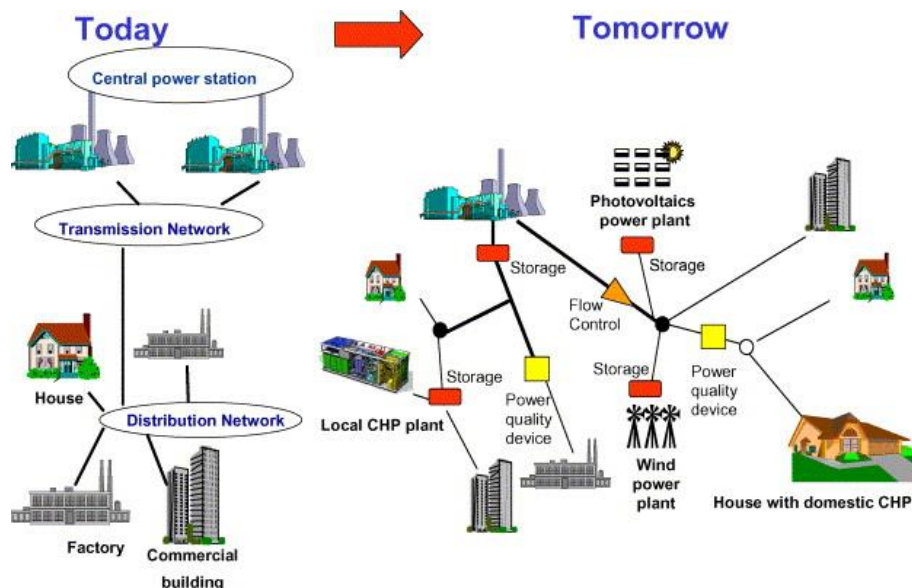 Today
Tomorrow
Central power station
Transmission Network
House
Distribution Network
Factory
Commercial
building
Photovoltaics
power plant
Storage
Storage
Flow
Control
Storage
Storage
Local CHP plant
Power
quality
device
Power
quality
device
Wind
power
plant
House with domestic CHP